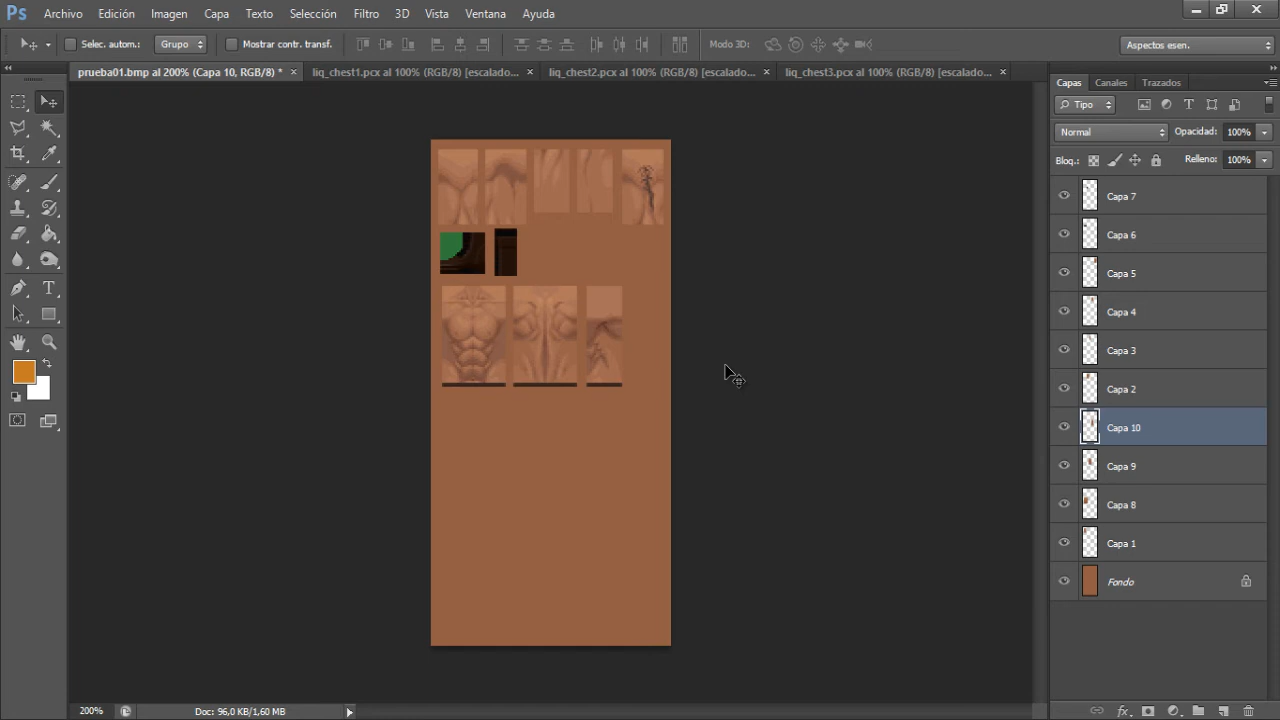 Ps Archivo Edición Imagen Capa Texto Selección Filtro 3D Vista Ventana Ayuda
Selec. autom.: Grupo Mostrar contr. transf. Modo 3D: Aspectos esen.
prueba01.bmp al 200% (Capa 10, RGB/8) * × liq_chest1.pcx al 100% (RGB/8) [escalado... × liq_chest2.pcx al 100% (RGB/8) [escalado... × liq_chest3.pcx al 100% (RGB/8) [escalado... ×
Capas Canales Trazados
Tipo
Normal Opacidad: 100%
Bloq.: Relleno: 100%
Capa 7
Capa 6
Capa 5
Capa 4
Capa 3
Capa 2
Capa 10
Capa 9
Capa 8
Capa 1
Fondo
200% Doc: 96,0 KB/1,60 MB